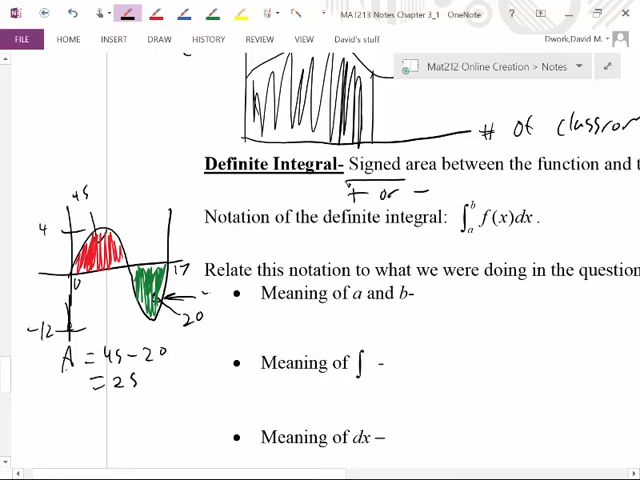 MAT213 Notes Chapter 3_1 - OneNote
FILE HOME INSERT DRAW HISTORY REVIEW VIEW David's stuff
Dwork,David M.
Mat212 Online Creation > Notes
# of classroom
Definite Integral- Signed area between the function and t
+ or -
Notation of the definite integral: ∫_a^b f(x)dx.
Relate this notation to what we were doing in the question
Meaning of a and b-
Meaning of ∫ -
Meaning of dx –
45
4
0
17
-12
20
A = 45 - 20
= 25